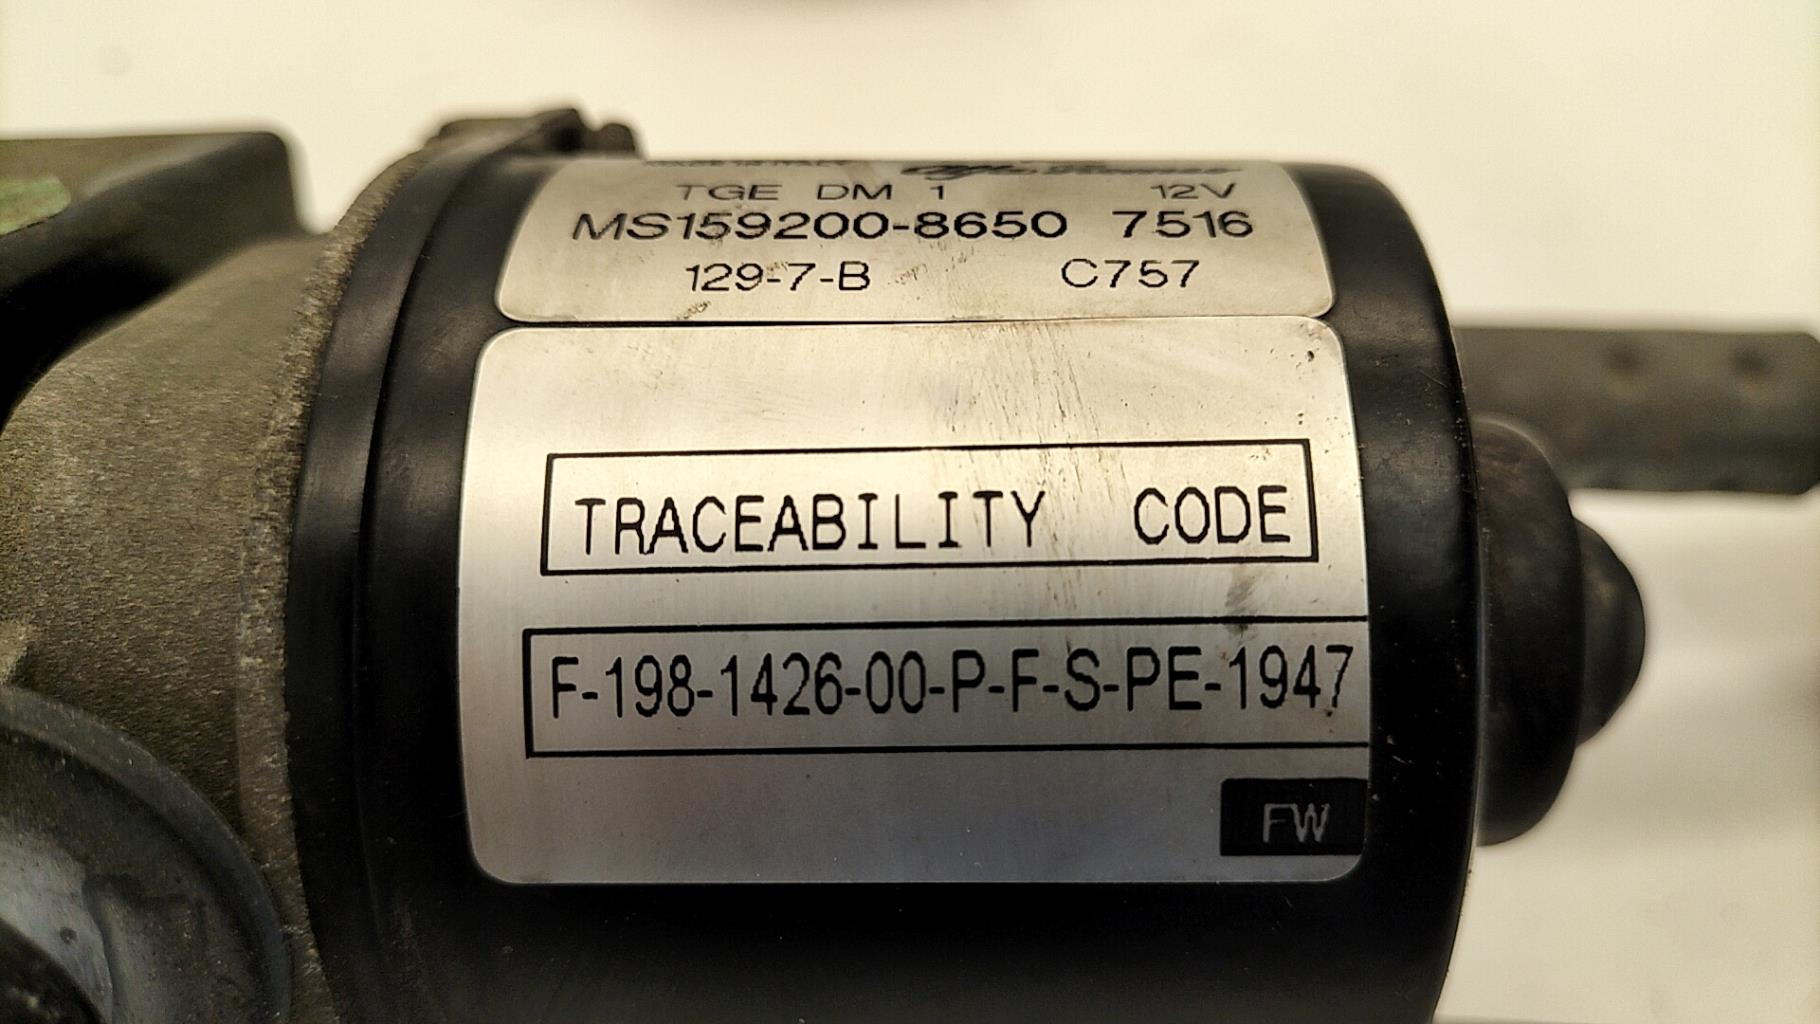 TGE DM 1 12V
MS159200-8650 7516
129-7-B C757
TRACEABILITY CODE
F-198-1426-00-P-F-S-PE-1947
FW